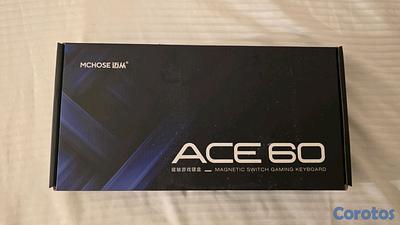 MCHOSE 迈从®
ACE 60
磁轴游戏键盘 — MAGNETIC SWITCH GAMING KEYBOARD
Corotos